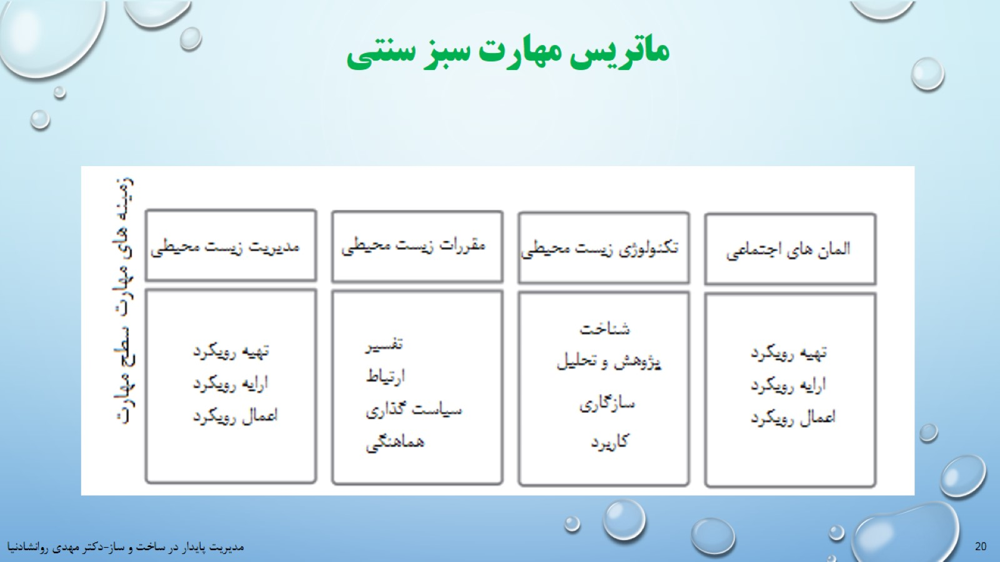 ماتریس مهارت سبز سنتی
زمینه های مهارت
سطح مهارت
المان های اجتماعی
تهیه رویکرد
ارایه رویکرد
اعمال رویکرد
تکنولوژی زیست محیطی
شناخت
پژوهش و تحلیل
سازگاری
کاربرد
مقررات زیست محیطی
تفسیر
ارتباط
سیاست گذاری
هماهنگی
مدیریت زیست محیطی
تهیه رویکرد
ارایه رویکرد
اعمال رویکرد
مدیریت پایدار در ساخت و ساز-دکتر مهدی روانشادنیا
20